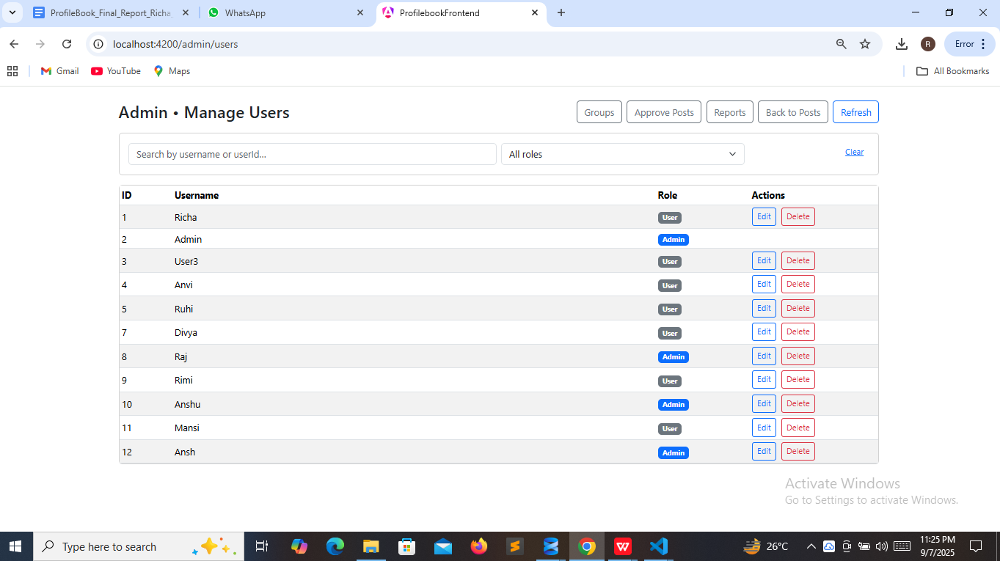 ProfileBook_Final_Report_Richa
WhatsApp
ProfilebookFrontend
localhost:4200/admin/users
R
Error
Gmail
YouTube
Maps
All Bookmarks
Admin • Manage Users
Groups
Approve Posts
Reports
Back to Posts
Refresh
Search by username or userId...
All roles
Clear
ID Username Role Actions
1 Richa User Edit Delete
2 Admin Admin
3 User3 User Edit Delete
4 Anvi User Edit Delete
5 Ruhi User Edit Delete
7 Divya User Edit Delete
8 Raj Admin Edit Delete
9 Rimi User Edit Delete
10 Anshu Admin Edit Delete
11 Mansi User Edit Delete
12 Ansh Admin Edit Delete
Activate Windows
Go to Settings to activate Windows.
Type here to search
26°C
11:25 PM
9/7/2025